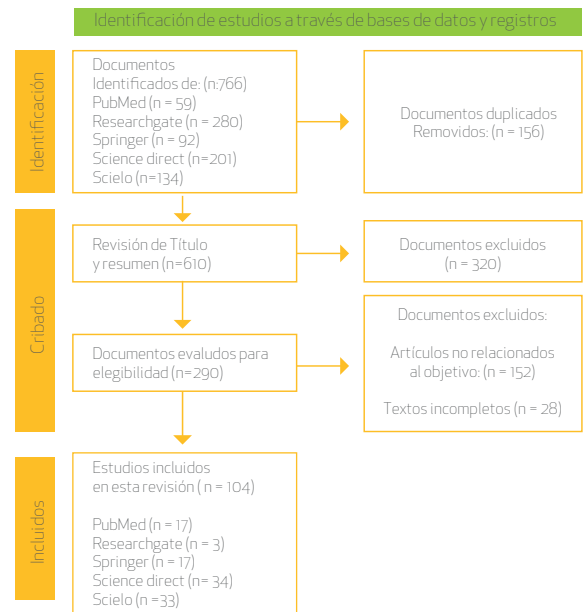 Identificación de estudios a través de bases de datos y registros
Identificación
Documentos
Identificados de: (n:766)
PubMed (n = 59)
Researchgate (n = 280)
Springer (n = 92)
Science direct (n=201)
Scielo (n=134)
Documentos duplicados
Removidos: (n = 156)
Cribado
Revisión de Título
y resumen (n=610)
Documentos excluidos
(n = 320)
Documentos evaludos para
elegibilidad (n=290)
Documentos excluidos:
Artículos no relacionados
al objetivo: (n = 152)
Textos incompletos (n = 28)
Incluidos
Estudios incluidos
en esta revisión ( n = 104)
PubMed (n = 17)
Researchgate (n = 3)
Springer (n = 17)
Science direct (n = 34)
Scielo (n =33)